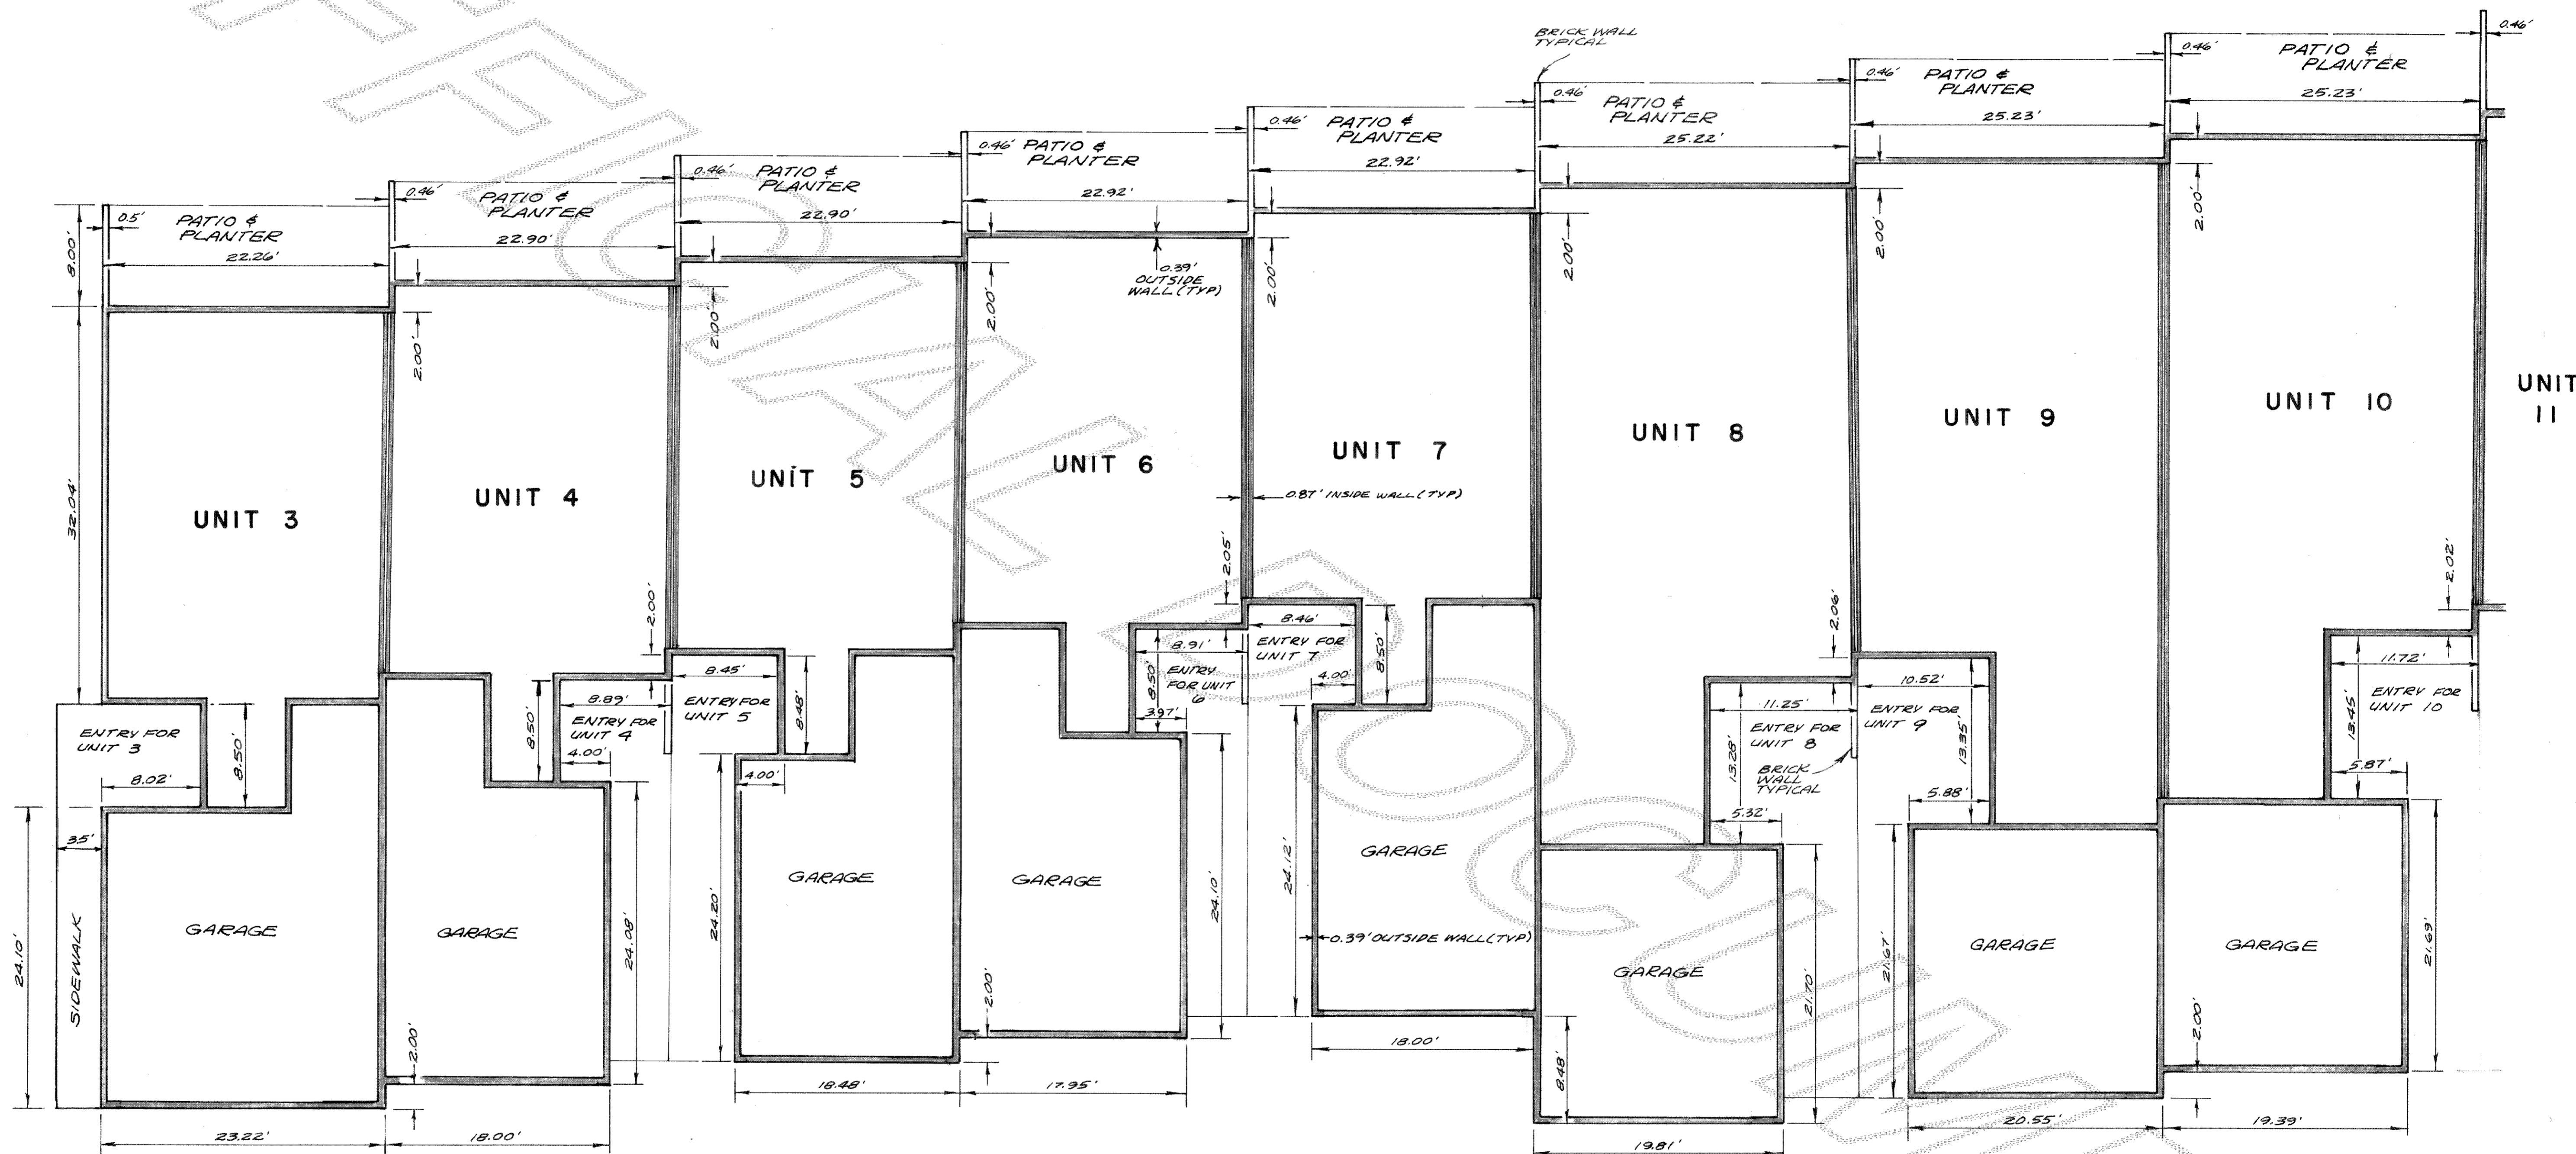 BRICK WALL
TYPICAL
0.5'
PATIO &
PLANTER
22.26'
8.00'
0.46'
PATIO &
PLANTER
22.90'
0.46'
PATIO &
PLANTER
22.90'
0.46'
PATIO &
PLANTER
22.92'
0.46'
PATIO &
PLANTER
22.92'
0.46'
PATIO &
PLANTER
25.22'
0.46'
PATIO &
PLANTER
25.23'
0.46'
PATIO &
PLANTER
25.23'
0.46'
2.00'
2.00'
2.00'
0.39'
OUTSIDE
WALL (TYP)
2.00'
2.00'
2.00'
2.00'
32.04'
UNIT 3
UNIT 4
UNIT 5
UNIT 6
UNIT 7
UNIT 8
UNIT 9
UNIT 10
UNIT
11
0.87' INSIDE WALL (TYP)
2.00'
2.05'
2.06'
2.02'
ENTRY FOR
UNIT 3
8.02'
8.50'
8.50'
8.89'
ENTRY FOR
UNIT 4
4.00'
8.45'
ENTRY FOR
UNIT 5
8.48'
4.00'
8.91'
8.50'
ENTRY
FOR UNIT
6
3.97'
8.46'
ENTRY FOR
UNIT 7
4.00'
8.50'
11.25'
ENTRY FOR
UNIT 8
13.28'
BRICK
WALL
TYPICAL
5.32'
10.52'
ENTRY FOR
UNIT 9
13.35'
5.88'
11.72'
ENTRY FOR
UNIT 10
13.45'
5.87'
3.5'
SIDEWALK
24.10'
GARAGE
GARAGE
24.08'
24.20'
GARAGE
GARAGE
24.10'
24.12'
GARAGE
0.39' OUTSIDE WALL (TYP)
GARAGE
21.70'
21.67'
GARAGE
GARAGE
21.69'
2.00'
2.00'
8.48'
2.00'
23.22'
18.00'
18.48'
17.95'
18.00'
19.81'
20.55'
19.39'